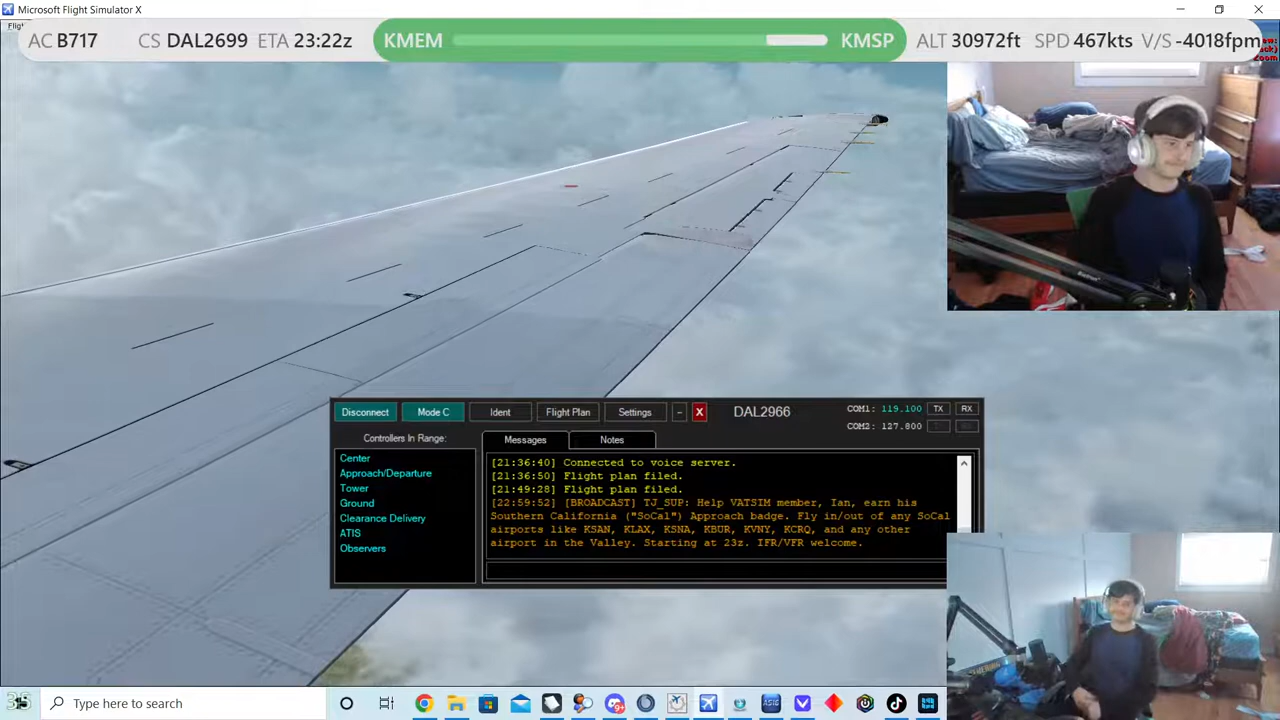 Microsoft Flight Simulator X
AC B717 CS DAL2699 ETA 23:22z KMEM KMSP ALT 30972ft SPD 467kts V/S -4018fpm
Disconnect Mode C Ident Flight Plan Settings – X DAL2966
COM1: 119.100 TX RX
COM2: 127.800
Controllers In Range:
Center
Approach/Departure
Tower
Ground
Clearance Delivery
ATIS
Observers
Messages Notes
[21:36:40] Connected to voice server.
[21:36:50] Flight plan filed.
[21:49:28] Flight plan filed.
[22:59:52] [BROADCAST] TJ_SUP: Help VATSIM member, Ian, earn his
Southern California ("SoCal") Approach badge. Fly in/out of any SoCal
airports like KSAN, KLAX, KSNA, KBUR, KVNY, KCRQ, and any other
airport in the Valley. Starting at 23z. IFR/VFR welcome.
Type here to search